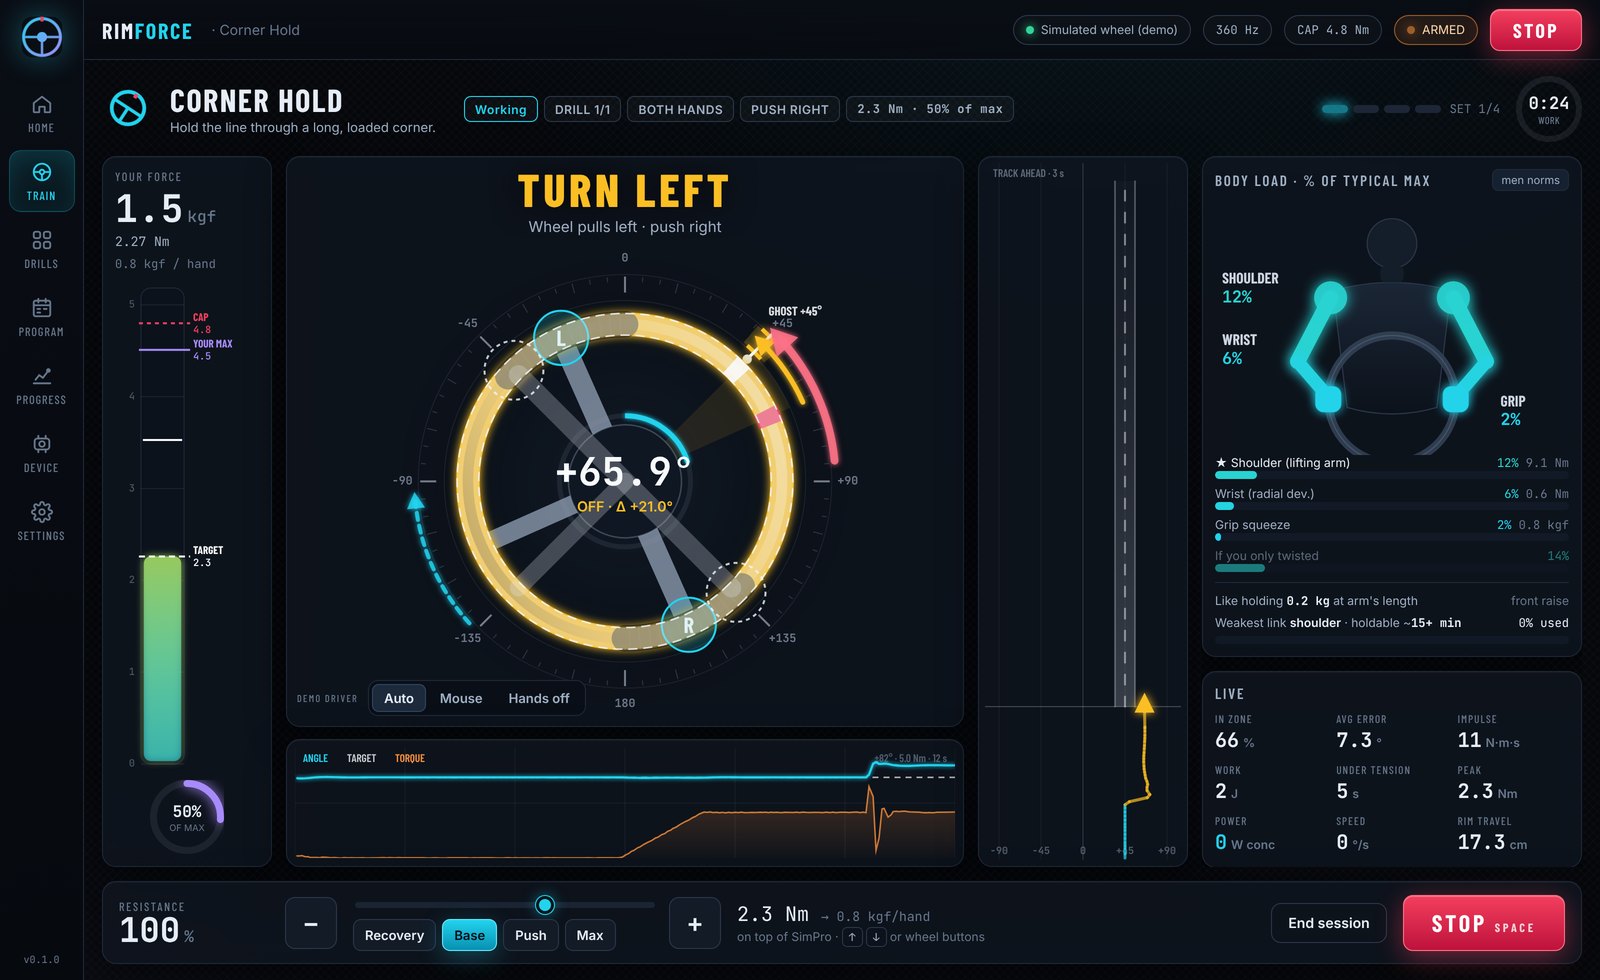 RIMFORCE · Corner Hold
Simulated wheel (demo)
360 Hz
CAP 4.8 Nm
ARMED
STOP
HOME
TRAIN
DRILLS
PROGRAM
PROGRESS
DEVICE
SETTINGS
v0.1.0
CORNER HOLD
Hold the line through a long, loaded corner.
Working
DRILL 1/1
BOTH HANDS
PUSH RIGHT
2.3 Nm · 50% of max
SET 1/4
0:24
WORK
YOUR FORCE
1.5 kgf
2.27 Nm
0.8 kgf / hand
5
CAP
4.8
YOUR MAX
4.5
4
3
TARGET
2.3
2
1
0
50%
OF MAX
TURN LEFT
Wheel pulls left · push right
0
-45
GHOST +45°
+45
L
-90
+90
+65.9°
OFF · Δ +21.0°
R
-135
+135
180
DEMO DRIVER
Auto
Mouse
Hands off
ANGLE
TARGET
TORQUE
±82° · 5.0 Nm · 12 s
TRACK AHEAD · 3 s
-90
-45
0
+45
+90
BODY LOAD · % OF TYPICAL MAX
men norms
SHOULDER
12%
WRIST
6%
GRIP
2%
★ Shoulder (lifting arm) 12% 9.1 Nm
Wrist (radial dev.) 6% 0.6 Nm
Grip squeeze 2% 0.8 kgf
If you only twisted 14%
Like holding 0.2 kg at arm's length front raise
Weakest link shoulder · holdable ~15+ min 0% used
LIVE
IN ZONE
66 %
AVG ERROR
7.3 °
IMPULSE
11 N·m·s
WORK
2 J
UNDER TENSION
5 s
PEAK
2.3 Nm
POWER
0 W conc
SPEED
0 °/s
RIM TRAVEL
17.3 cm
RESISTANCE
100 %
−
Recovery
Base
Push
Max
+
2.3 Nm → 0.8 kgf/hand
on top of SimPro · ↑ ↓ or wheel buttons
End session
STOP SPACE